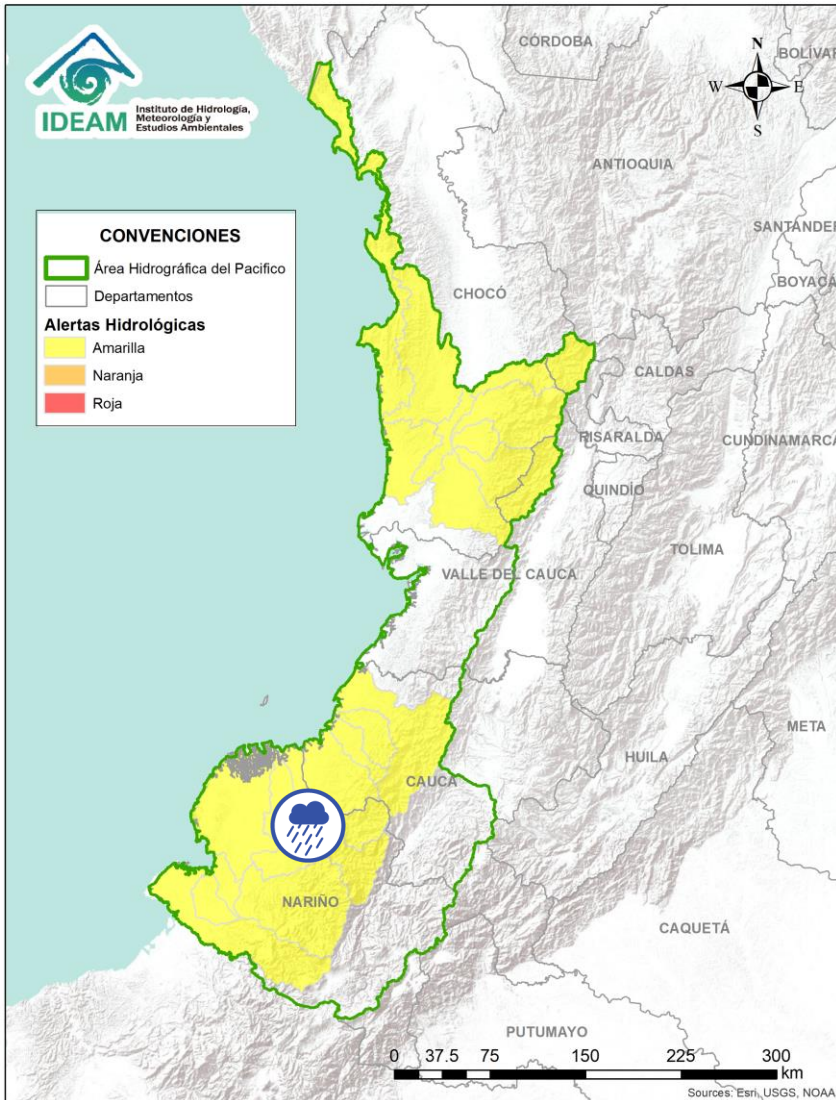 IDEAM
Instituto de Hidrología,
Meteorología y
Estudios Ambientales
CÓRDOBA
BOLÍVAR
N
W
E
S
ANTIOQUIA
SANTANDER
BOYACÁ
CONVENCIONES
Área Hidrográfica del Pacifico
Departamentos
Alertas Hidrológicas
Amarilla
Naranja
Roja
CHOCÓ
CALDAS
RISARALDA
CUNDINAMARCA
QUINDÍO
TOLIMA
VALLE DEL CAUCA
META
HUILA
CAUCA
NARIÑO
CAQUETÁ
PUTUMAYO
0 37.5 75 150 225 300
km
Sources: Esri, USGS, NOAA